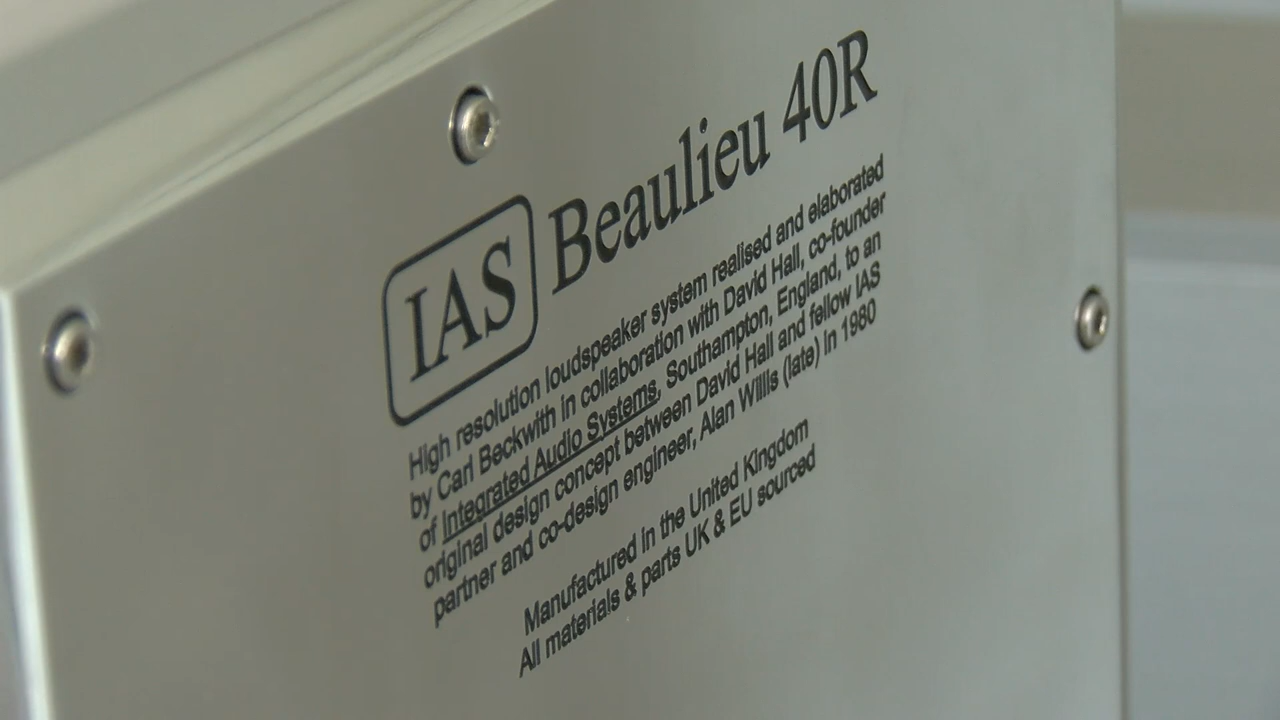 IAS Beaulieu 40R
High resolution loudspeaker system realised and elaborated
by Carl Beckwith in collaboration with David Hall, co-founder
of Integrated Audio Systems, Southampton, England, to an
original design concept between David Hall and fellow IAS
partner and co-design engineer, Alan Willis (late) in 1980
Manufactured in the United Kingdom
All materials & parts UK & EU sourced